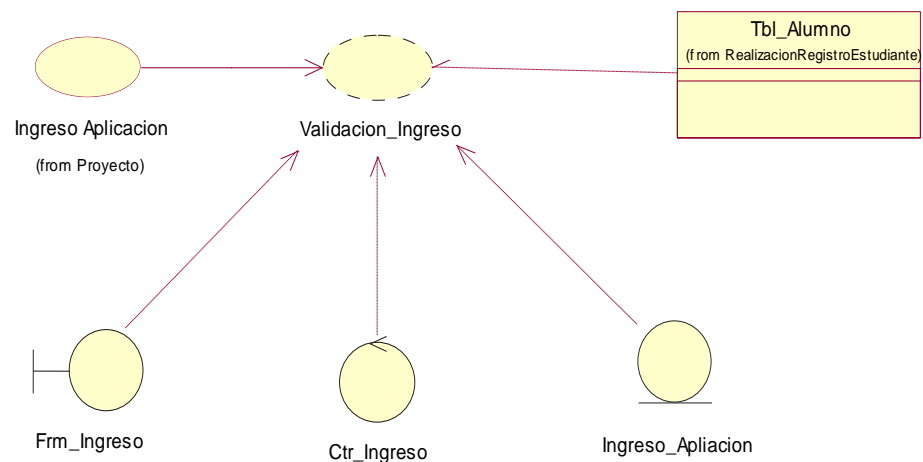 Tbl_Alumno
(from RealizacionRegistroEstudiante)
Ingreso Aplicacion
(from Proyecto)
Validacion_Ingreso
Frm_Ingreso
Ctr_Ingreso
Ingreso_Apliacion